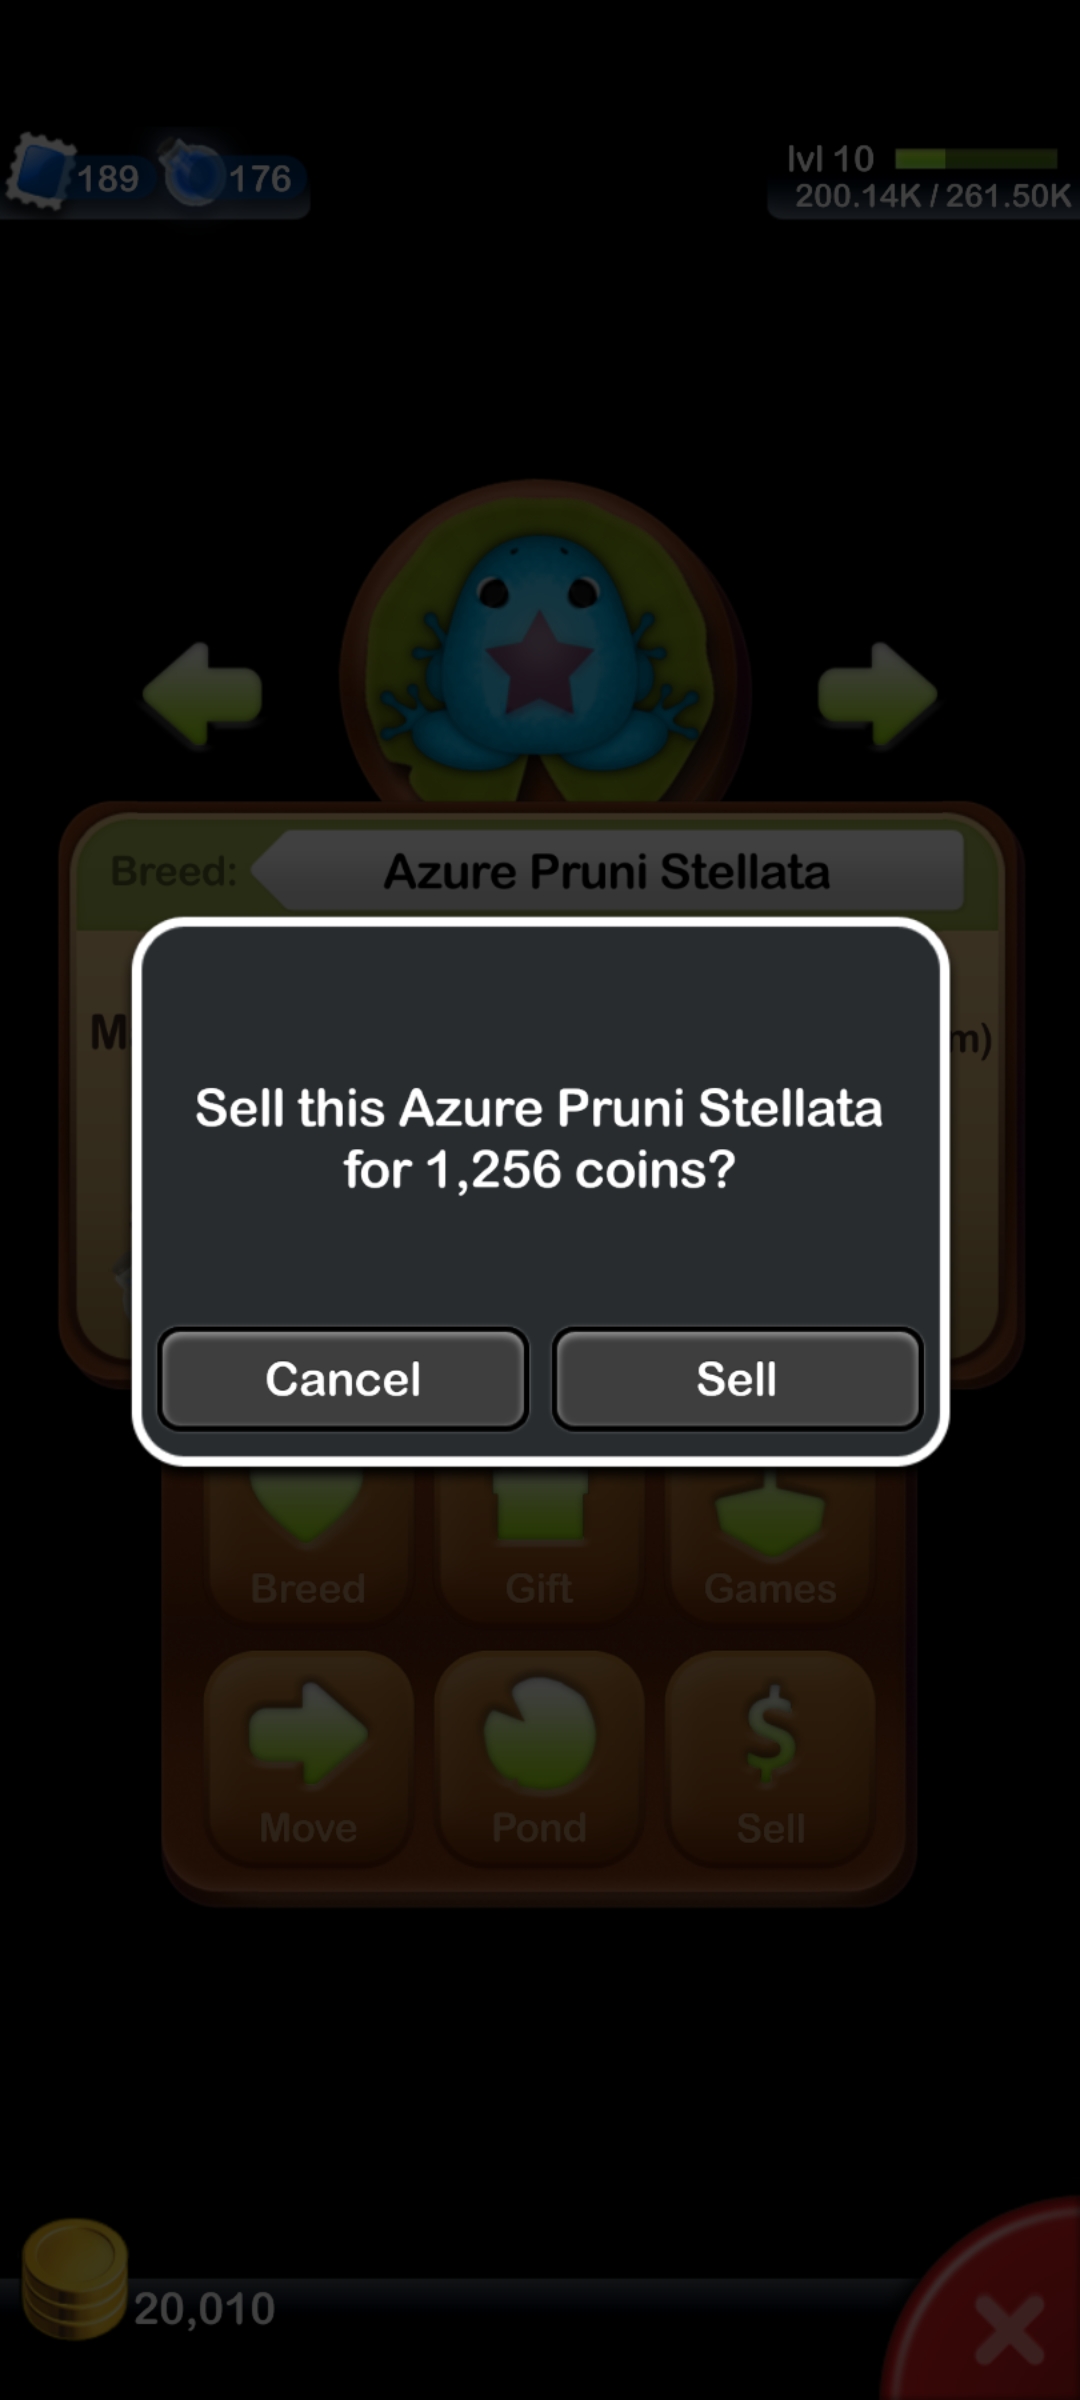 189
176
lvl 10
200.14K / 261.50K
Breed:
Azure Pruni Stellata
Sell this Azure Pruni Stellata
for 1,256 coins?
Cancel
Sell
Breed
Gift
Games
Move
Pond
$
Sell
20,010